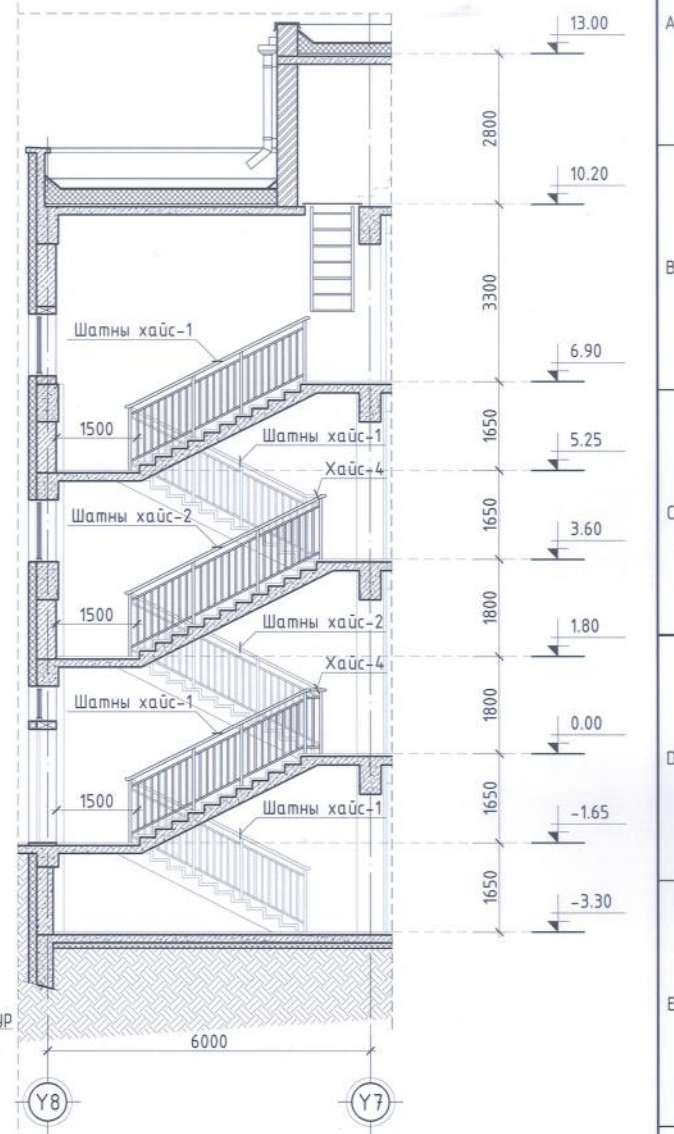 13.00
A
2800
10.20
B
3300
Шатны хайс-1
6.90
1500
1650
Шатны хайс-1
5.25
Хайс-4
Шатны хайс-2
1650
3.60
C
1500
1800
Шатны хайс-2
1.80
Хайс-4
Шатны хайс-1
1800
0.00
D
1500
1650
Шатны хайс-1
-1.65
1650
-3.30
E
ур
6000
Y8
Y7